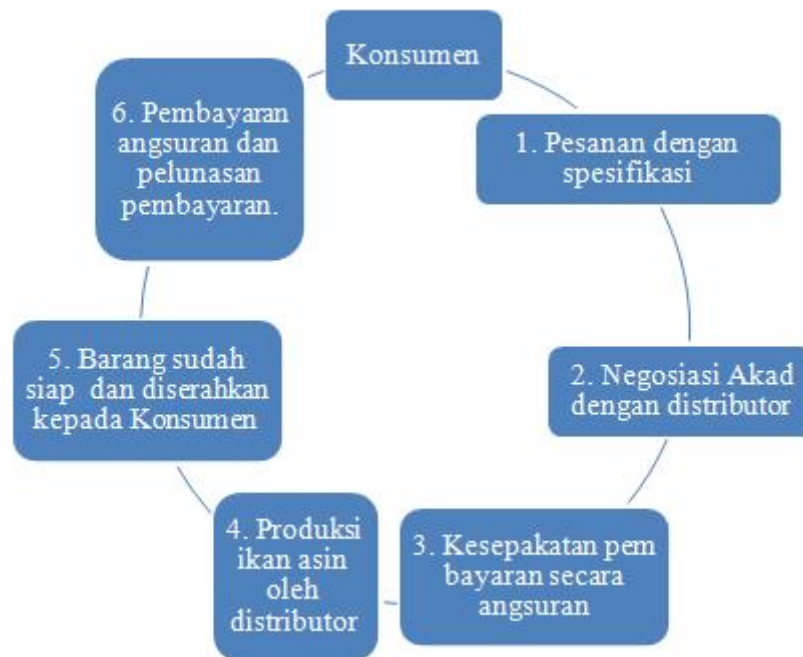 Konsumen
1. Pesanan dengan
spesifikasi
2. Negosiasi Akad
dengan distributor
3. Kesepakatan pem
bayaran secara
angsuran
4. Produksi
ikan asin
oleh
distributor
5. Barang sudah
siap dan diserahkan
kepada Konsumen
6. Pembayaran
angsuran dan
pelunasan
pembayaran.